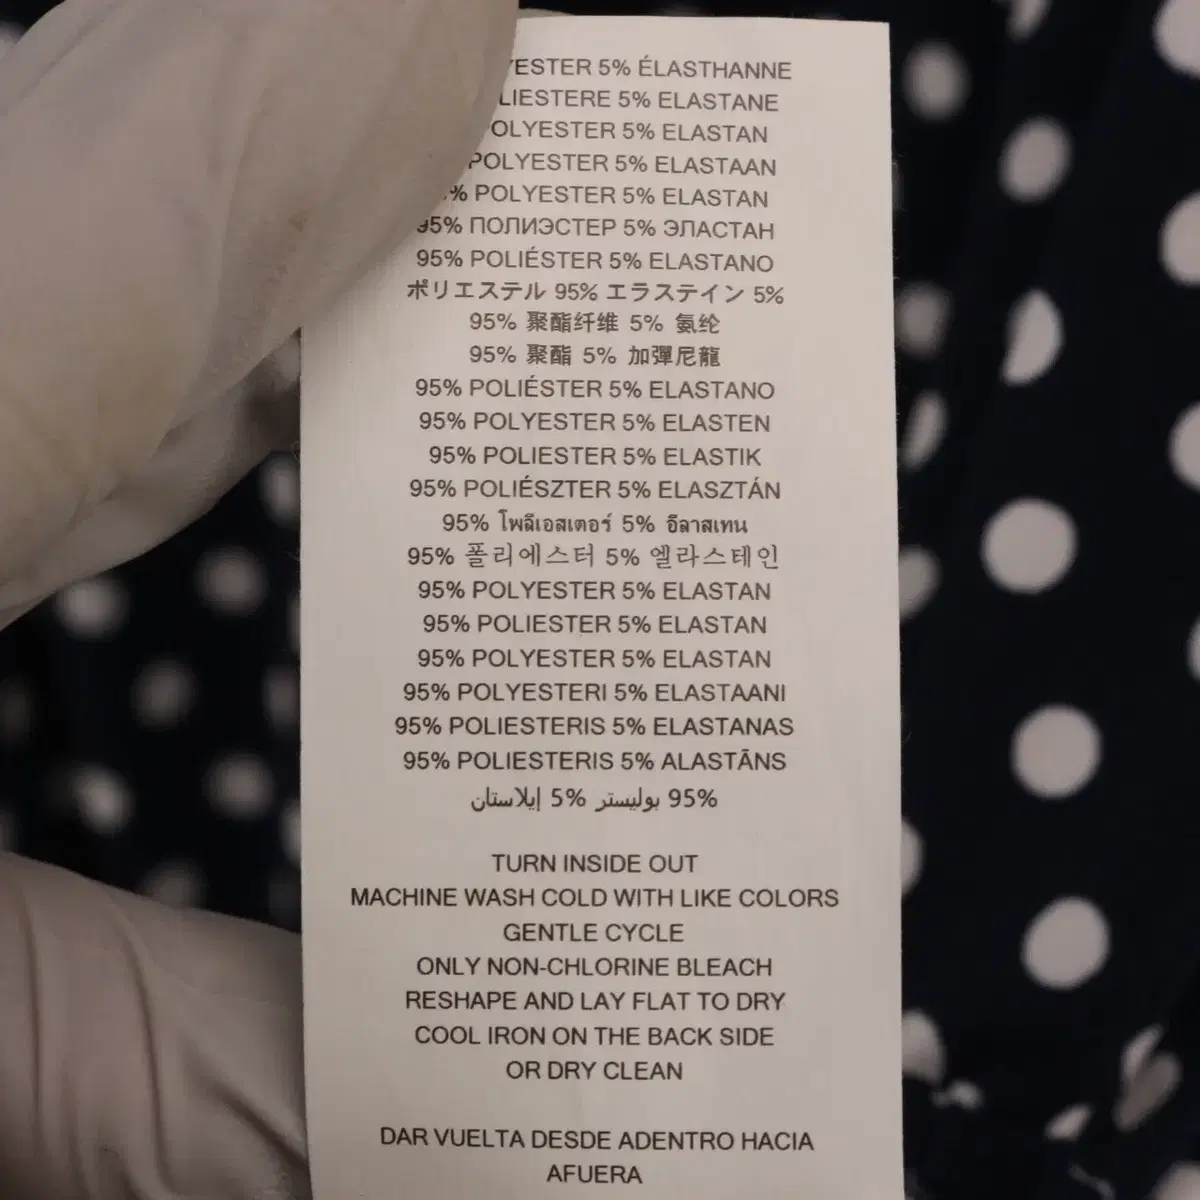 5% ÉLASTHANNE
5% ELASTANE
5% ELASTAN
POLYESTER 5% ELASTAAN
% POLYESTER 5% ELASTAN
95% ПОЛИЭСТЕР 5% ЭЛАСТАН
95% POLIÉSTER 5% ELASTANO
ポリエステル 95% エラステイン 5%
95% 聚酯纤维 5% 氨纶
95% 聚酯 5% 加彈尼龍
95% POLIÉSTER 5% ELASTANO
95% POLYESTER 5% ELASTEN
95% POLIESTER 5% ELASTIK
95% POLIÉSZTER 5% ELASZTÁN
95% โพลีเอสเตอร์ 5% อีลาสเทน
95% 폴리에스터 5% 엘라스테인
95% POLYESTER 5% ELASTAN
95% POLIESTER 5% ELASTAN
95% POLYESTER 5% ELASTAN
95% POLYESTERI 5% ELASTAANI
95% POLIESTERIS 5% ELASTANAS
95% POLIESTERIS 5% ALASTĀNS
95% بوليستر 5% إيلاستان
TURN INSIDE OUT
MACHINE WASH COLD WITH LIKE COLORS
GENTLE CYCLE
ONLY NON-CHLORINE BLEACH
RESHAPE AND LAY FLAT TO DRY
COOL IRON ON THE BACK SIDE
OR DRY CLEAN
DAR VUELTA DESDE ADENTRO HACIA
AFUERA